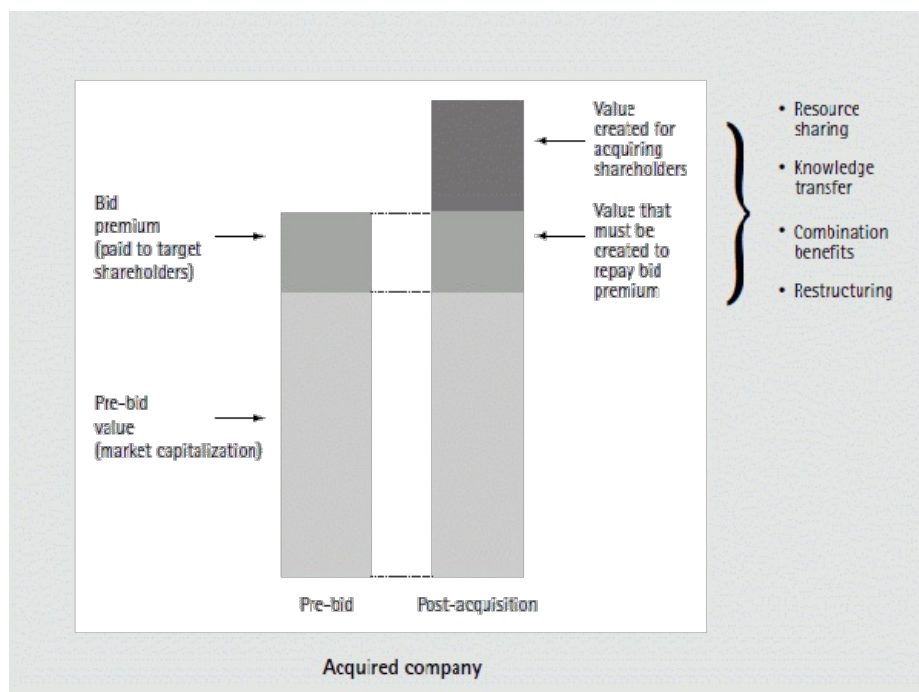 Bid
premium
(paid to target
shareholders)
Pre-bid
value
(market capitalization)
Value
created for
acquiring
shareholders
Value that
must be
created to
repay bid
premium
• Resource
sharing
• Knowledge
transfer
• Combination
benefits
• Restructuring
Pre-bid
Post-acquisition
Acquired company